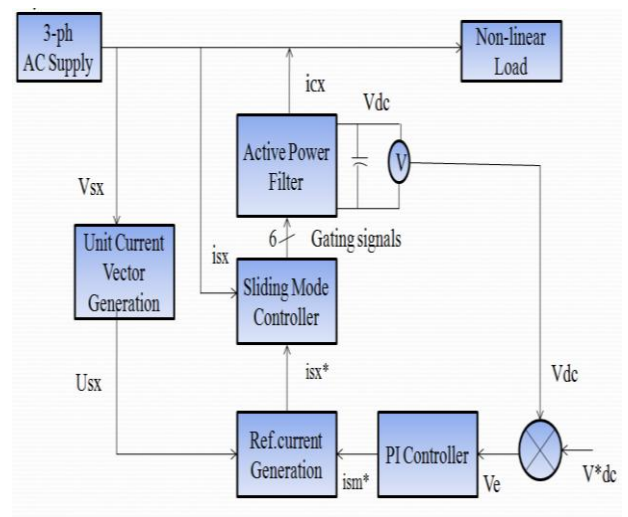 3-ph
AC Supply
Non-linear
Load
icx
Vdc
Active Power
Filter
V
Vsx
6
Gating signals
Unit Current
Vector
Generation
isx
Sliding Mode
Controller
Usx
isx*
Vdc
Ref.current
Generation
ism*
PI Controller
Ve
V*dc